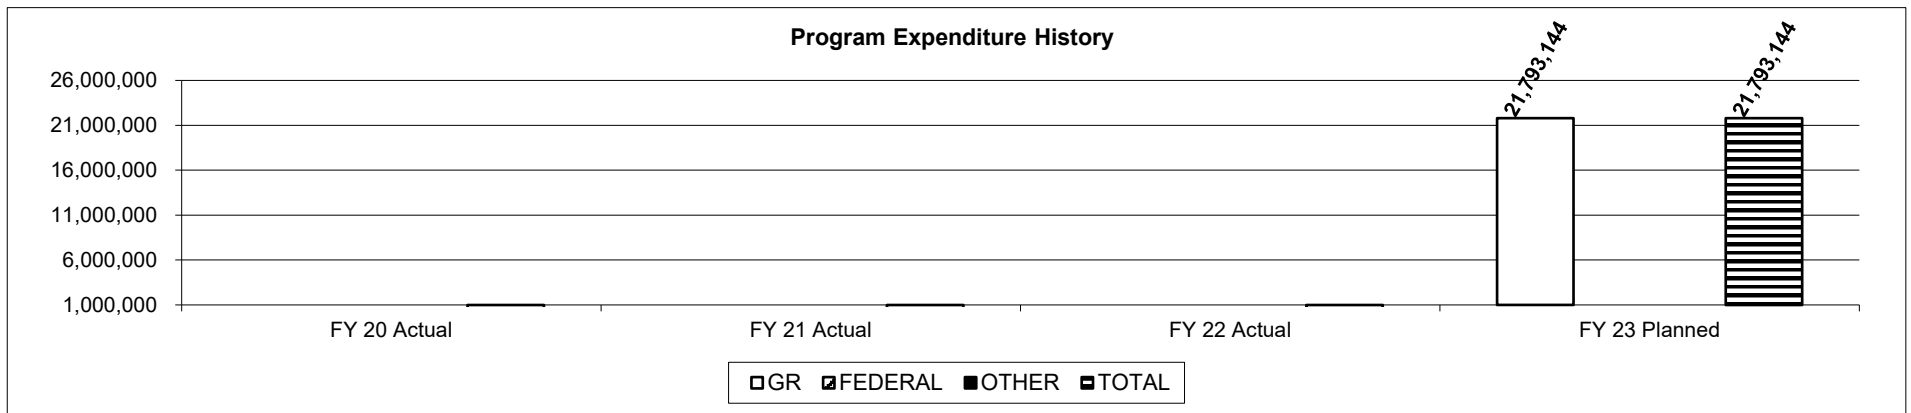 Program Expenditure History
21,793,144
21,793,144
26,000,000
21,000,000
16,000,000
11,000,000
6,000,000
1,000,000
FY 20 Actual
FY 21 Actual
FY 22 Actual
FY 23 Planned
GR FEDERAL OTHER TOTAL